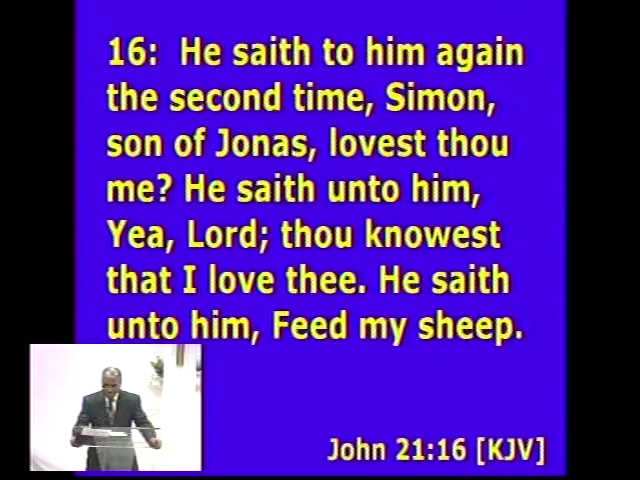 16:  He saith to him again
the second time, Simon,
son of Jonas, lovest thou
me? He saith unto him,
Yea, Lord; thou knowest
that I love thee. He saith
unto him, Feed my sheep.
John 21:16 [KJV]